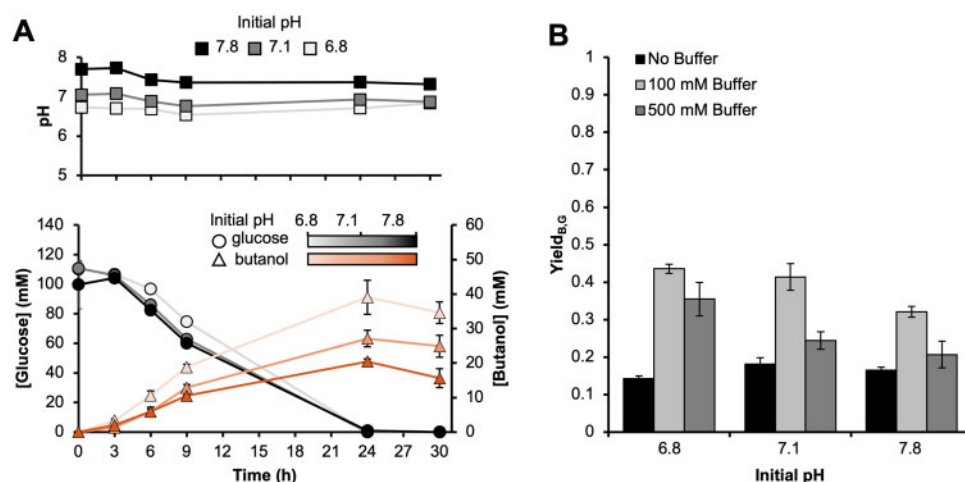 A
Initial pH
7.8 7.1 6.8
8
7
6
5
pH
Initial pH 6.8 7.1 7.8
glucose
butanol
140
120
100
80
60
40
20
0
[Glucose] (mM)
60
50
40
30
20
10
0
[Butanol] (mM)
0 3 6 9 12 15 18 21 24 27 30
Time (h)
B
No Buffer
100 mM Buffer
500 mM Buffer
1
0.9
0.8
0.7
0.6
0.5
0.4
0.3
0.2
0.1
0
YieldB,G
6.8 7.1 7.8
Initial pH